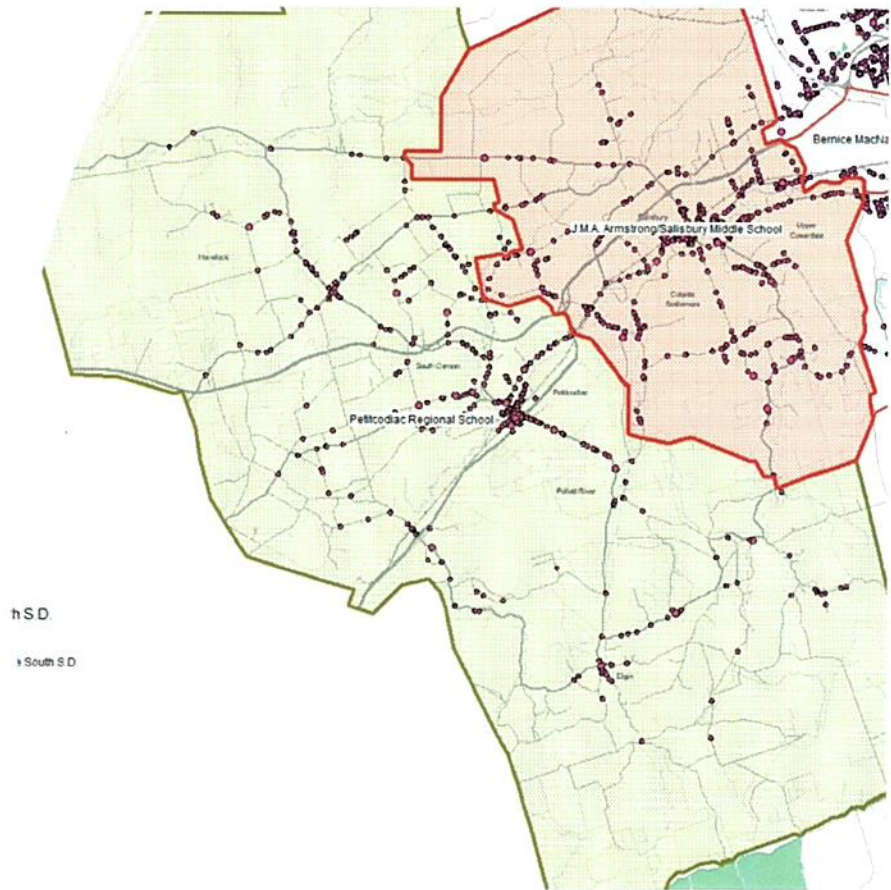 Bernice MacNa
Salisbury
J.M.A. Armstrong/Salisbury Middle School
Upper
Coverdale
Havelock
Colpitts
Settlement
South Canaan
Petitcodiac
Petitcodiac Regional School
Pollett River
h S.D.
South S.D.
Elgin